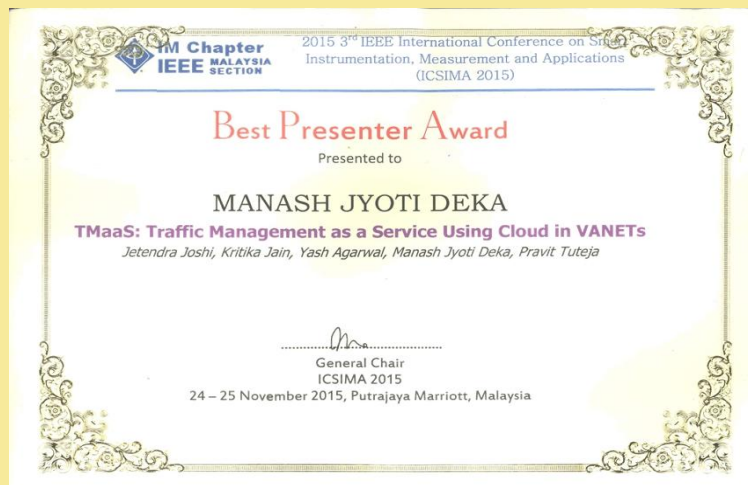 IM Chapter
IEEE MALAYSIA SECTION
2015 3rd IEEE International Conference on Smart
Instrumentation, Measurement and Applications
(ICSIMA 2015)
Best Presenter Award
Presented to
MANASH JYOTI DEKA
TMaaS: Traffic Management as a Service Using Cloud in VANETs
Jetendra Joshi, Kritika Jain, Yash Agarwal, Manash Jyoti Deka, Pravit Tuteja
General Chair
ICSIMA 2015
24 – 25 November 2015, Putrajaya Marriott, Malaysia